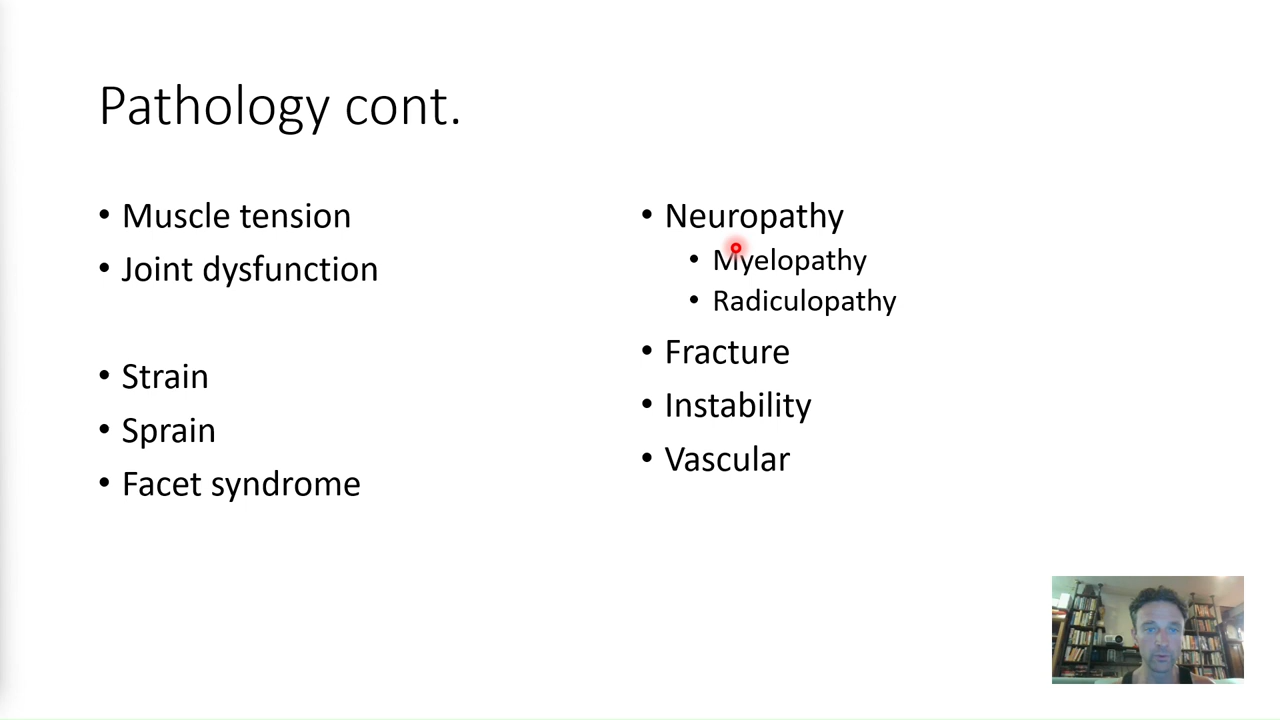 Pathology cont.
• Muscle tension
• Joint dysfunction
• Strain
• Sprain
• Facet syndrome
• Neuropathy
• Myelopathy
• Radiculopathy
• Fracture
• Instability
• Vascular